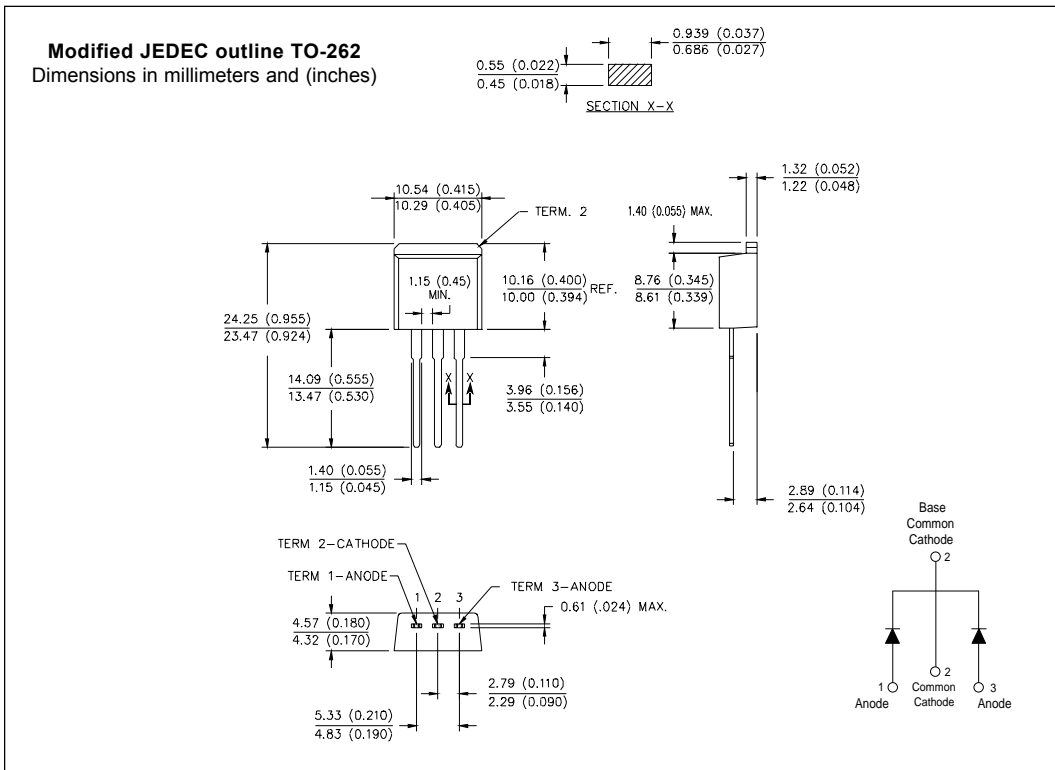 Modified JEDEC outline TO-262
Dimensions in millimeters and (inches)
0.939 (0.037)
0.686 (0.027)
0.55 (0.022)
0.45 (0.018)
SECTION X-X
1.32 (0.052)
1.22 (0.048)
10.54 (0.415)
10.29 (0.405)
TERM. 2
1.40 (0.055) MAX.
1.15 (0.45)
MIN.
10.16 (0.400)
10.00 (0.394)
REF.
8.76 (0.345)
8.61 (0.339)
24.25 (0.955)
23.47 (0.924)
14.09 (0.555)
13.47 (0.530)
X X
3.96 (0.156)
3.55 (0.140)
1.40 (0.055)
1.15 (0.045)
2.89 (0.114)
2.64 (0.104)
TERM 2-CATHODE
TERM 1-ANODE
TERM 3-ANODE
1 2 3
0.61 (.024) MAX.
4.57 (0.180)
4.32 (0.170)
2.79 (0.110)
2.29 (0.090)
5.33 (0.210)
4.83 (0.190)
Base
Common
Cathode
2
1
Anode
2
Common
Cathode
3
Anode